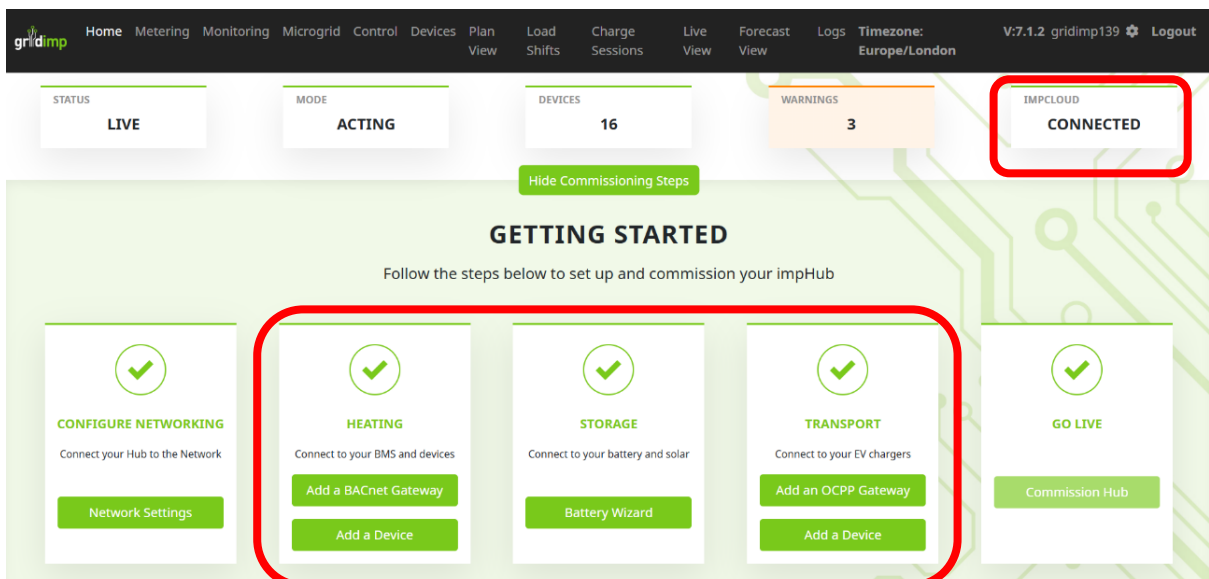 gridimp
Home Metering Monitoring Microgrid Control Devices Plan View Load Shifts Charge Sessions Live View Forecast View Logs Timezone: Europe/London V:7.1.2 gridimp139 Logout
STATUS MODE DEVICES WARNINGS IMPCLOUD
LIVE ACTING 16 3 CONNECTED
Hide Commissioning Steps
GETTING STARTED
Follow the steps below to set up and commission your impHub
CONFIGURE NETWORKING HEATING STORAGE TRANSPORT GO LIVE
Connect your Hub to the Network Connect to your BMS and devices Connect to your battery and solar Connect to your EV chargers
Add a BACnet Gateway Add an OCPP Gateway
Network Settings Battery Wizard Commission Hub
Add a Device Add a Device